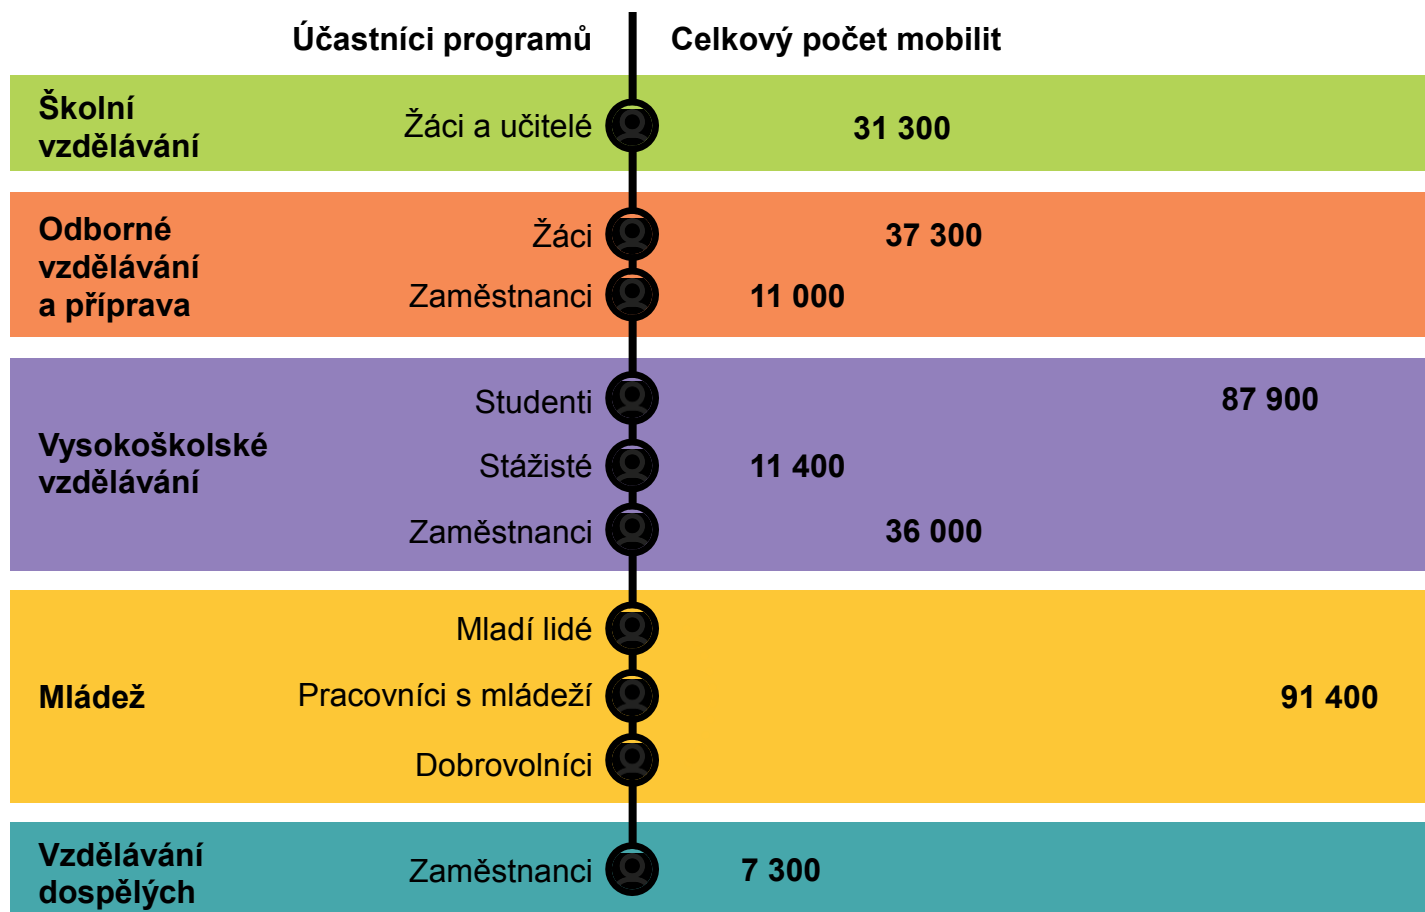 Účastníci programů
Celkový počet mobilit
Školní
vzdělávání
Žáci a učitelé
31 300
Odborné
vzdělávání
a příprava
Žáci
37 300
Zaměstnanci
11 000
Vysokoškolské
vzdělávání
Studenti
87 900
Stážisté
11 400
Zaměstnanci
36 000
Mládež
Mladí lidé
Pracovníci s mládeží
91 400
Dobrovolníci
Vzdělávání
dospělých
Zaměstnanci
7 300